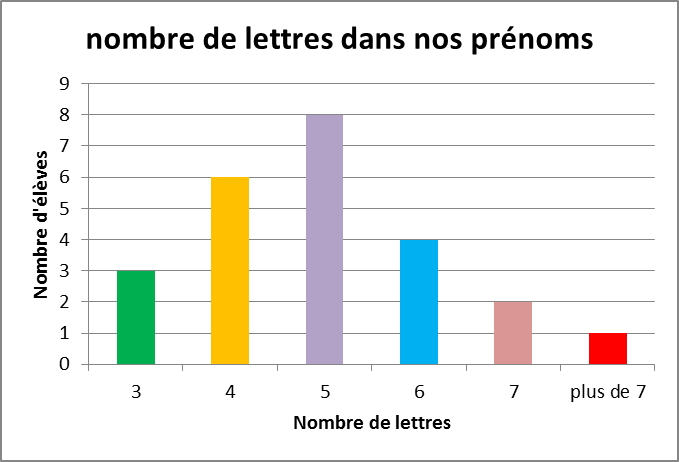 nombre de lettres dans nos prénoms
9
8
7
6
5
4
3
2
1
0
Nombre d'élèves
3 4 5 6 7 plus de 7
Nombre de lettres